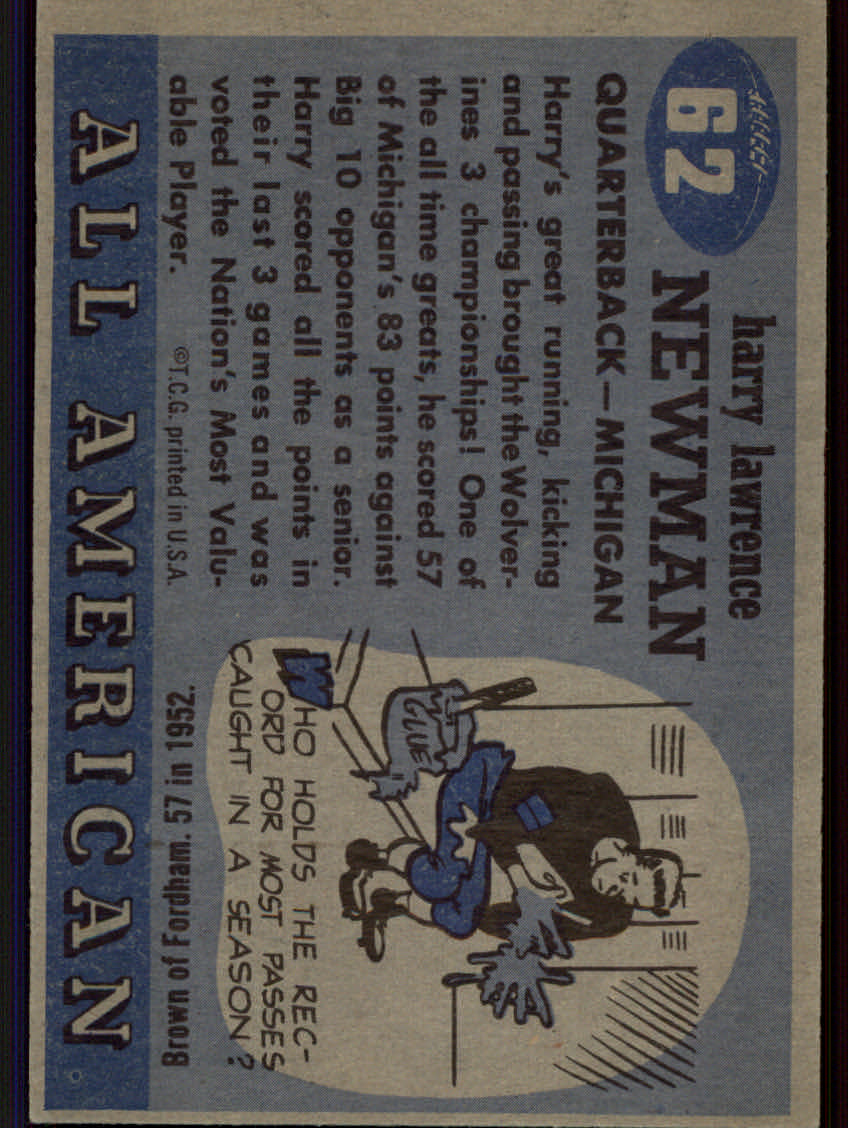 62
harry lawrence
NEWMAN
QUARTERBACK—MICHIGAN
Harry's great running, kicking
and passing brought the Wolver-
ines 3 championships! One of
the all time greats, he scored 57
of Michigan's 83 points against
Big 10 opponents as a senior.
Harry scored all the points in
their last 3 games and was
voted the Nation's Most Valu-
able Player.
©T.C.G. printed in U.S.A.
GLUE
WHO HOLDS THE REC-
ORD FOR MOST PASSES
CAUGHT IN A SEASON?
Brown of Fordham. 57 in 1952.
ALL AMERICAN